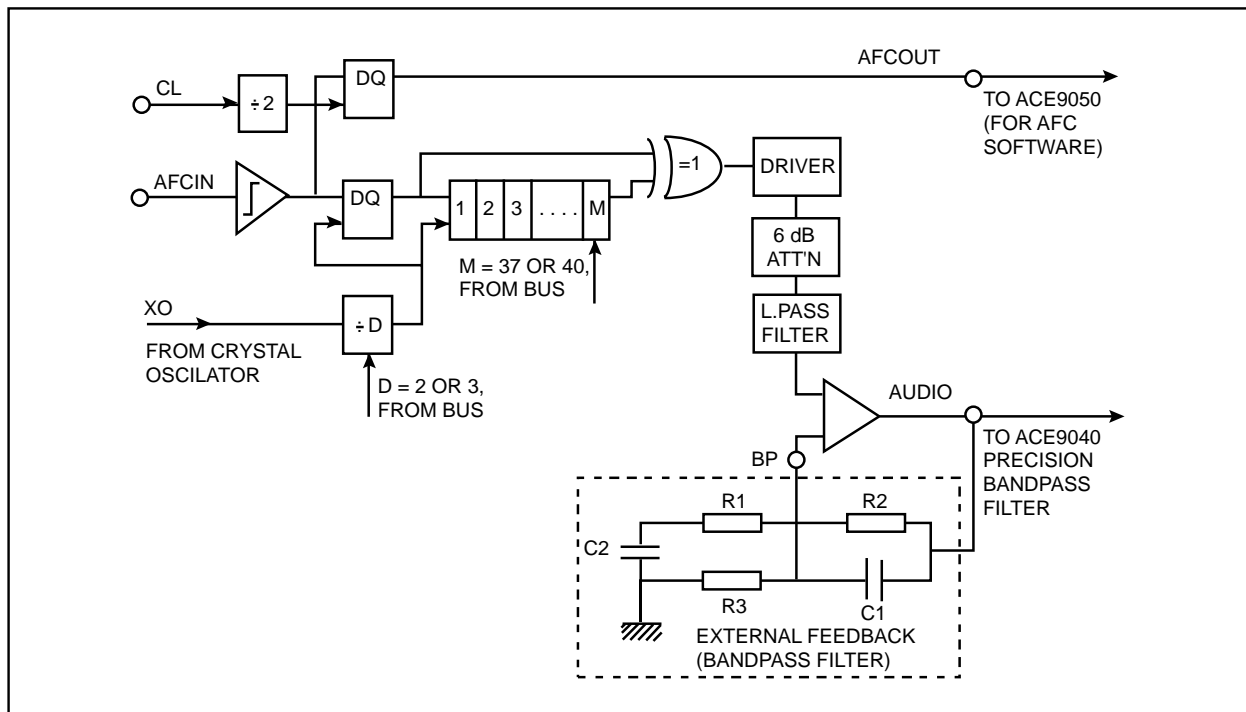 AFCOUT
CL
÷2
DQ
TO ACE9050
(FOR AFC
SOFTWARE)
AFCIN
DQ
1 2 3 . . . . M
=1
DRIVER
6 dB
ATT'N
M = 37 OR 40,
FROM BUS
XO
÷D
L.PASS
FILTER
FROM CRYSTAL
OSCILATOR
D = 2 OR 3,
FROM BUS
AUDIO
BP
TO ACE9040
PRECISION
BANDPASS
FILTER
R1
R2
C2
R3
C1
EXTERNAL FEEDBACK
(BANDPASS FILTER)